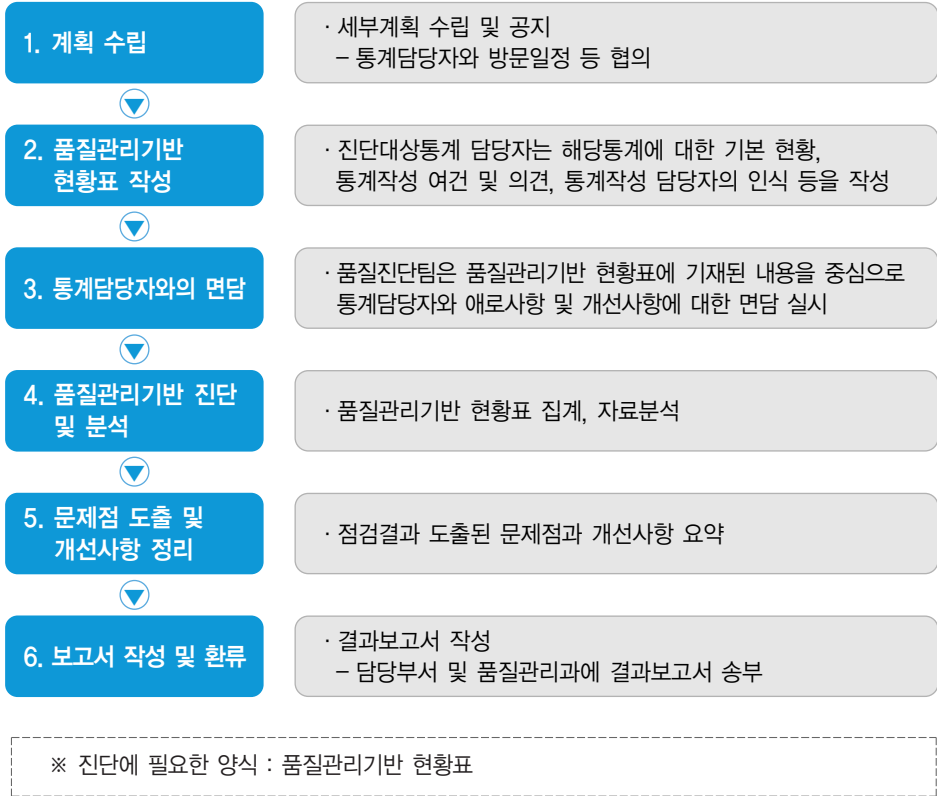 1. 계획 수립
· 세부계획 수립 및 공지
– 통계담당자와 방문일정 등 협의
2. 품질관리기반
현황표 작성
· 진단대상통계 담당자는 해당통계에 대한 기본 현황,
통계작성 여건 및 의견, 통계작성 담당자의 인식 등을 작성
3. 통계담당자와의 면담
· 품질진단팀은 품질관리기반 현황표에 기재된 내용을 중심으로
통계담당자와 애로사항 및 개선사항에 대한 면담 실시
4. 품질관리기반 진단
및 분석
· 품질관리기반 현황표 집계, 자료분석
5. 문제점 도출 및
개선사항 정리
· 점검결과 도출된 문제점과 개선사항 요약
6. 보고서 작성 및 환류
· 결과보고서 작성
– 담당부서 및 품질관리과에 결과보고서 송부
※ 진단에 필요한 양식 : 품질관리기반 현황표